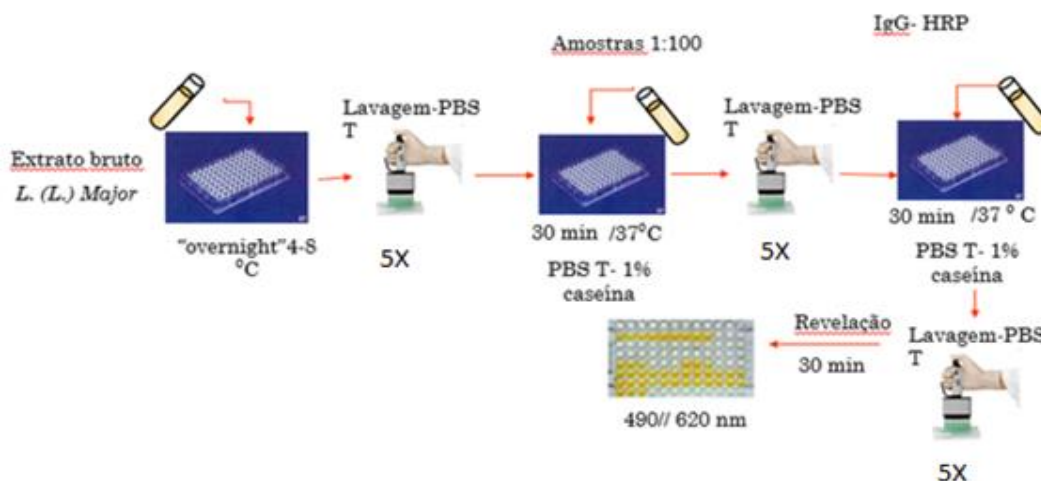 Extrato bruto
L. (L.) Major
"overnight"4-8
°C
Lavagem-PBS
T
5X
Amostras 1:100
30 min /37°C
PBS T- 1%
caseína
Lavagem-PBS
T
5X
IgG- HRP
30 min /37 ° C
PBS T- 1%
caseína
Lavagem-PBS
T
5X
Revelação
30 min
490// 620 nm